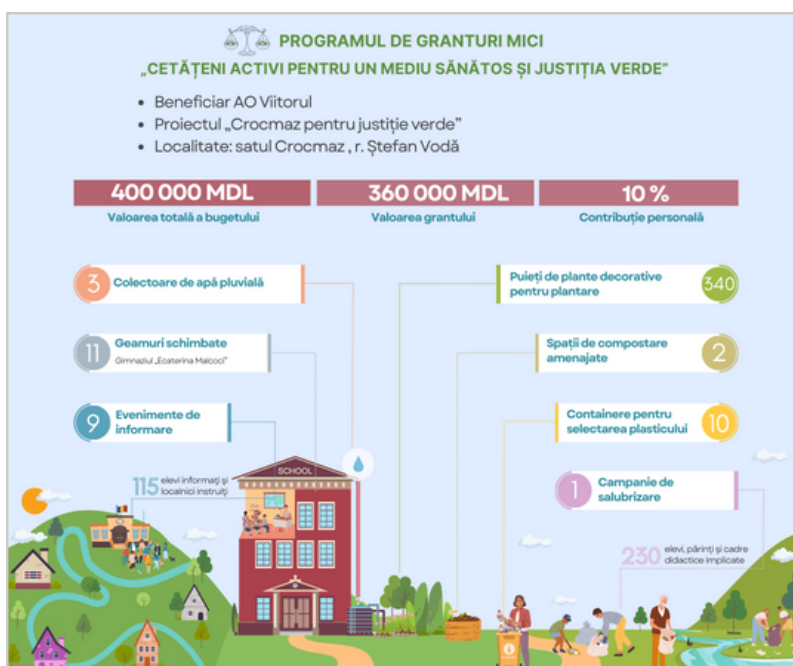 PROGRAMUL DE GRANTURI MICI
„CETĂȚENI ACTIVI PENTRU UN MEDIU SĂNĂTOS ȘI JUSTIȚIA VERDE"
• Beneficiar AO Viitorul
• Proiectul „Crocmaz pentru justiție verde"
• Localitate: satul Crocmaz , r. Ștefan Vodă
400 000 MDL
Valoarea totală a bugetului
360 000 MDL
Valoarea grantului
10 %
Contribuție personală
3
Colectoare de apă pluvială
11
Geamuri schimbate
Gimnaziul „Ecaterina Malcoci"
9
Evenimente de
informare
115
elevi informați și
localnici instruiți
Puieți de plante decorative
pentru plantare
340
Spații de compostare
amenajate
2
Containere pentru
selectarea plasticului
10
1
Campanie de
salubrizare
230
elevi, părinți și cadre
didactice implicate
SCHOOL